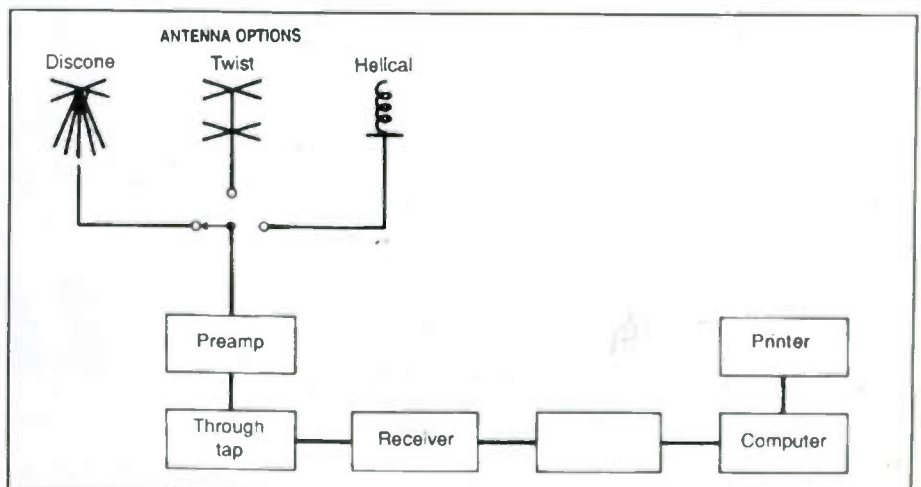 ANTENNA OPTIONS
Discone
Twist
Helical
Preamp
Printer
Through
tap
Receiver
Computer